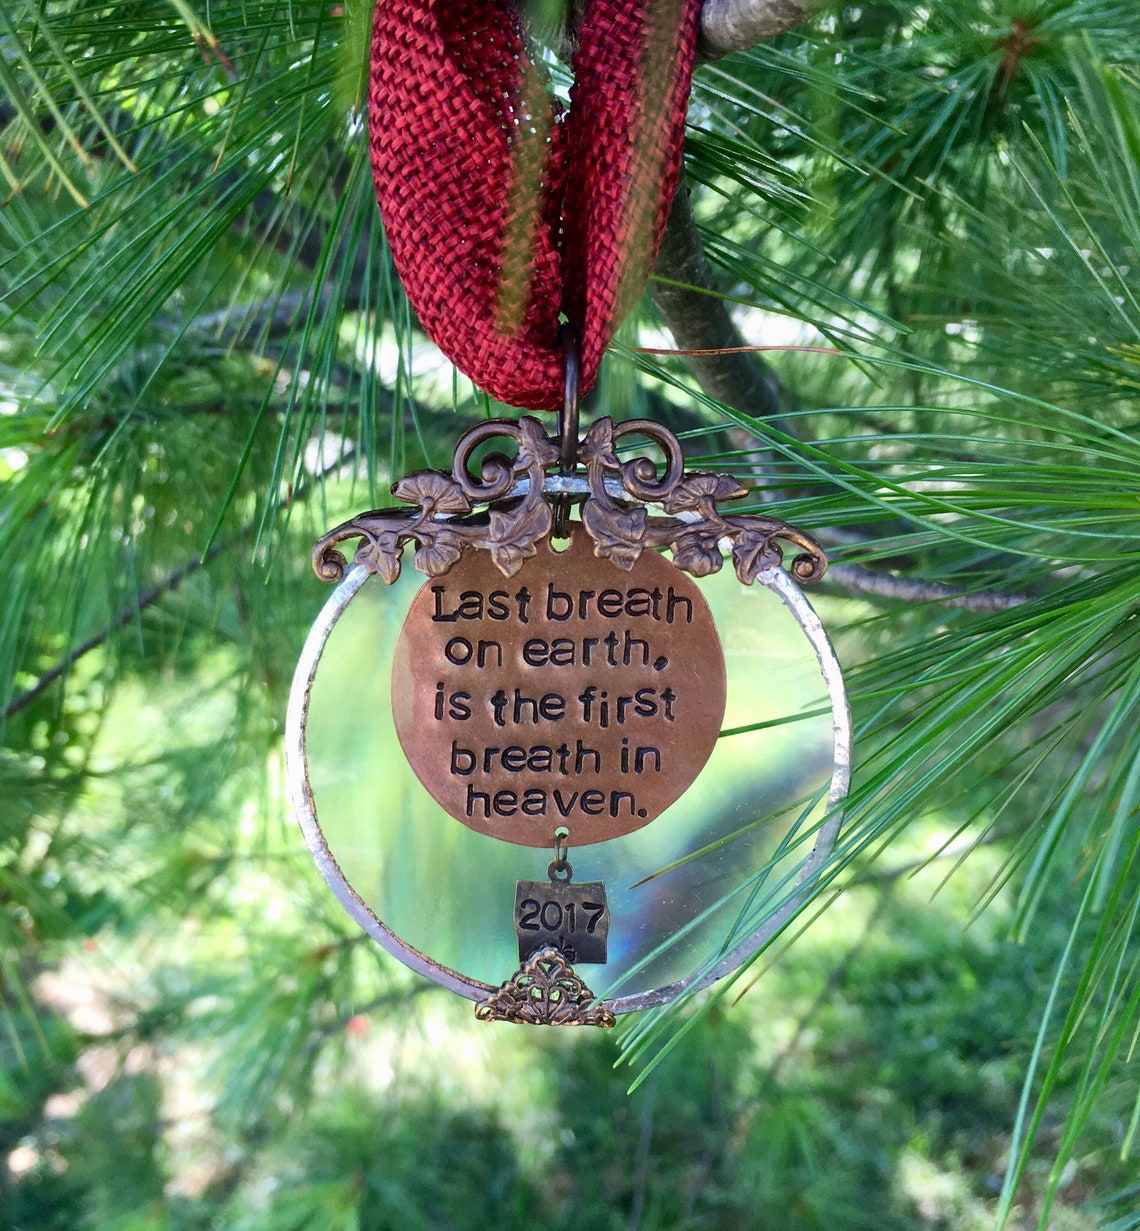 Last breath
on earth,
is the first
breath in
heaven.
2017